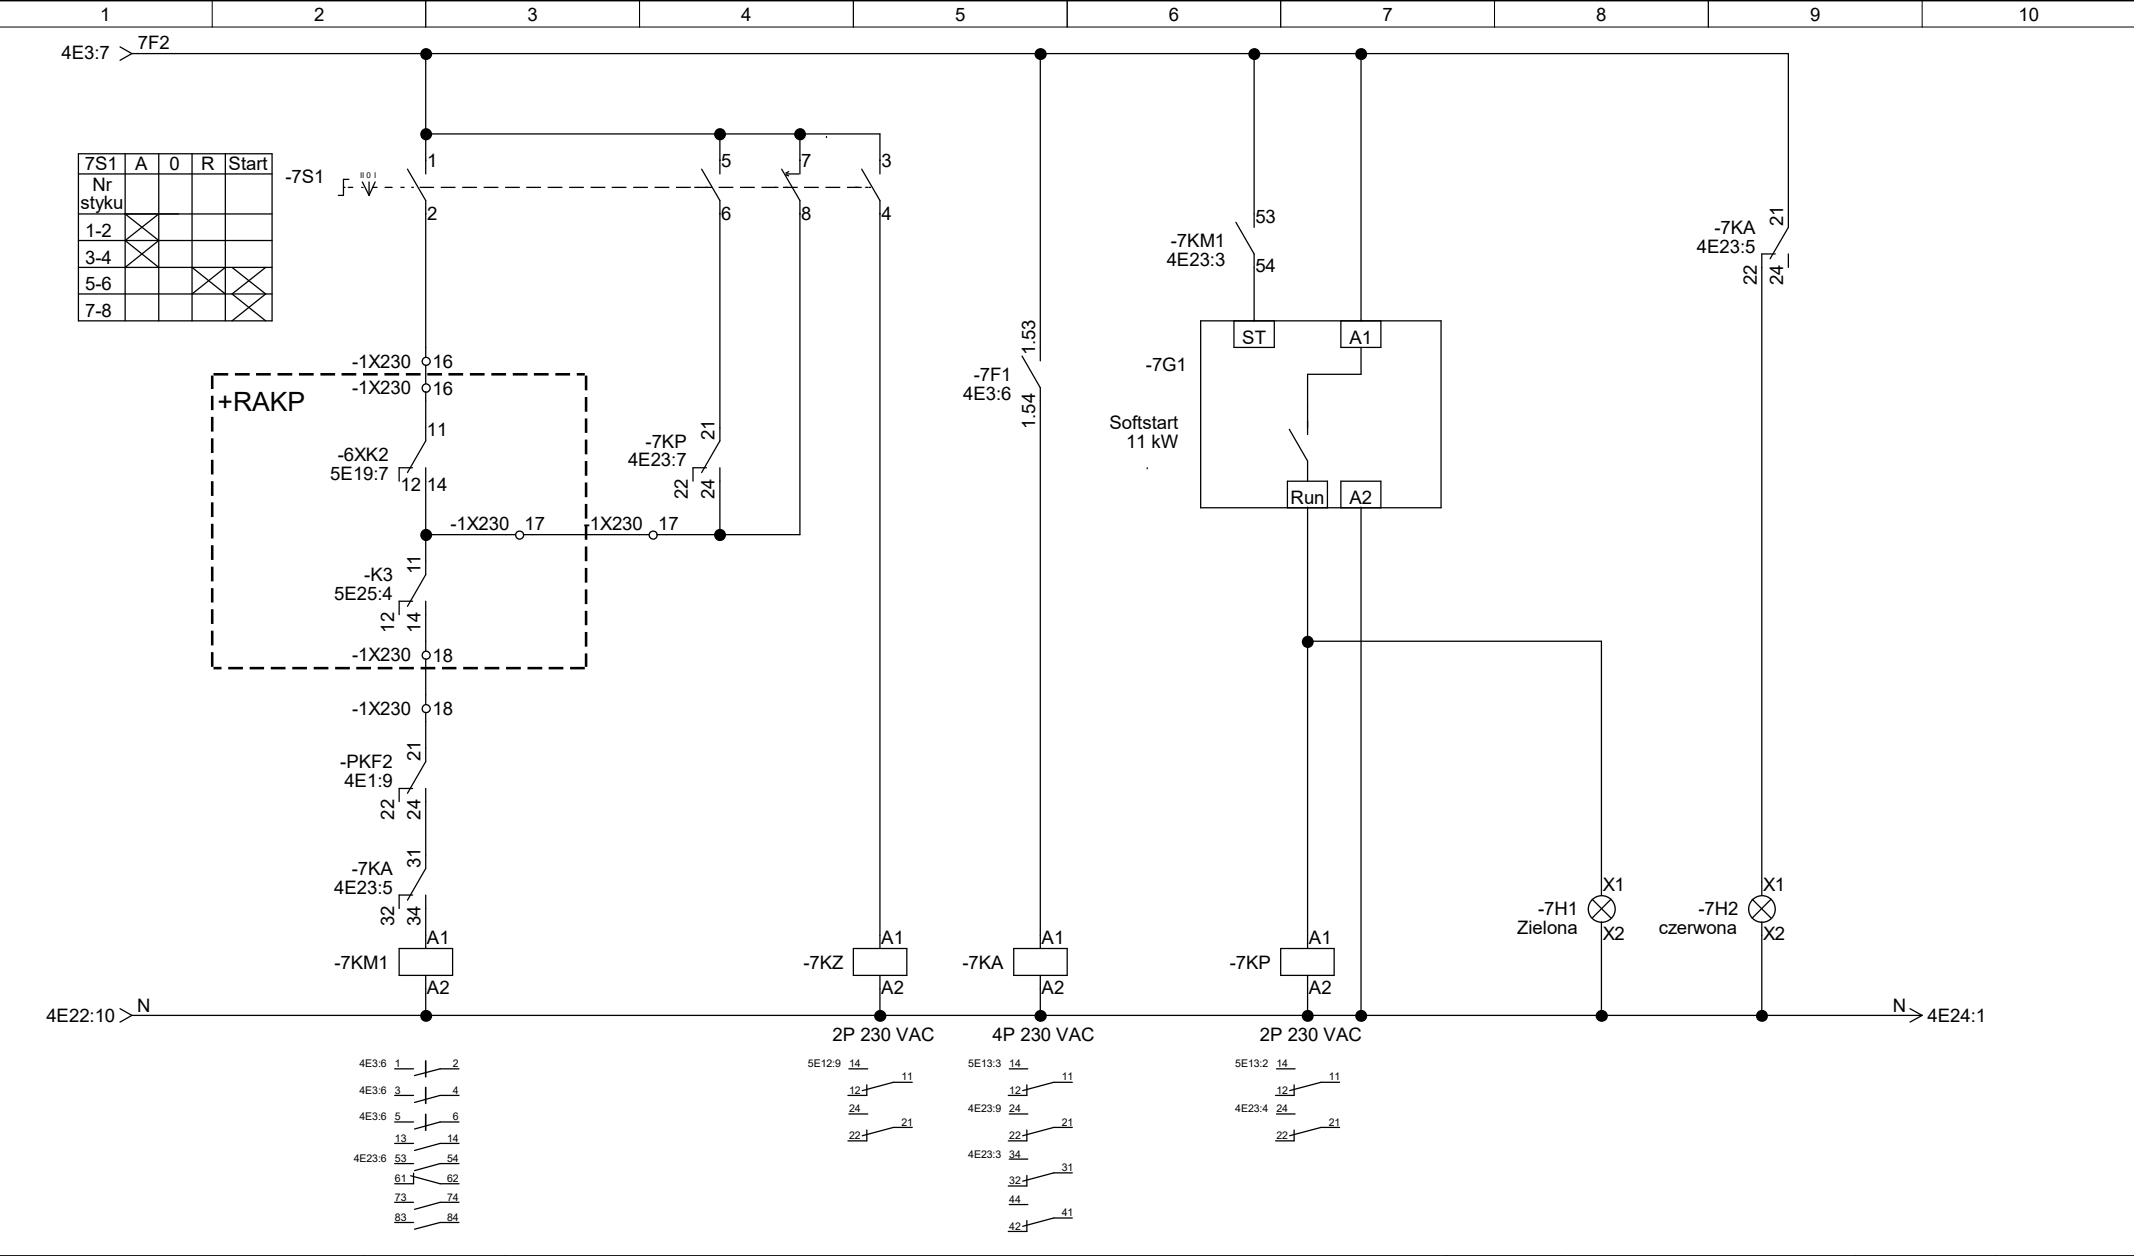 1 2 3 4 5 6 7 8 9 10
4E3:7 7F2
7S1 A 0 R Start
Nr
styku
1-2
3-4
5-6
7-8
-7S1
II 0 I
1
2
5
6
7
8
3
4
-1X230 16
-1X230 16
+RAKP
11
-6XK2
5E19:7
12 14
-1X230 17
-1X230 17
-K3
5E25:4
11
12
14
-1X230 18
-1X230 18
-PKF2
4E1:9
21
22
24
-7KA
4E23:5
31
32
34
A1
-7KM1
A2
-7KP
4E23:7
21
22
24
A1
-7KZ
A2
-7F1
4E3:6
1.53
1.54
A1
-7KA
A2
53
-7KM1
4E23:3
54
ST A1
-7G1
Softstart
11 kW
Run A2
A1
-7KP
A2
X1
-7H1
Zielona
X2
-7KA
4E23:5
21
22
24
X1
-7H2
czerwona
X2
4E22:10 N
N 4E24:1
2P 230 VAC
4P 230 VAC
2P 230 VAC
4E3:6 1 2
4E3:6 3 4
4E3:6 5 6
13 14
4E23:6 53 54
61 62
73 74
83 84
5E12:9 14
11
12
24
21
22
5E13:3 14
11
12
4E23:9 24
21
22
4E23:3 34
31
32
44
41
42
5E13:2 14
11
12
4E23:4 24
21
22